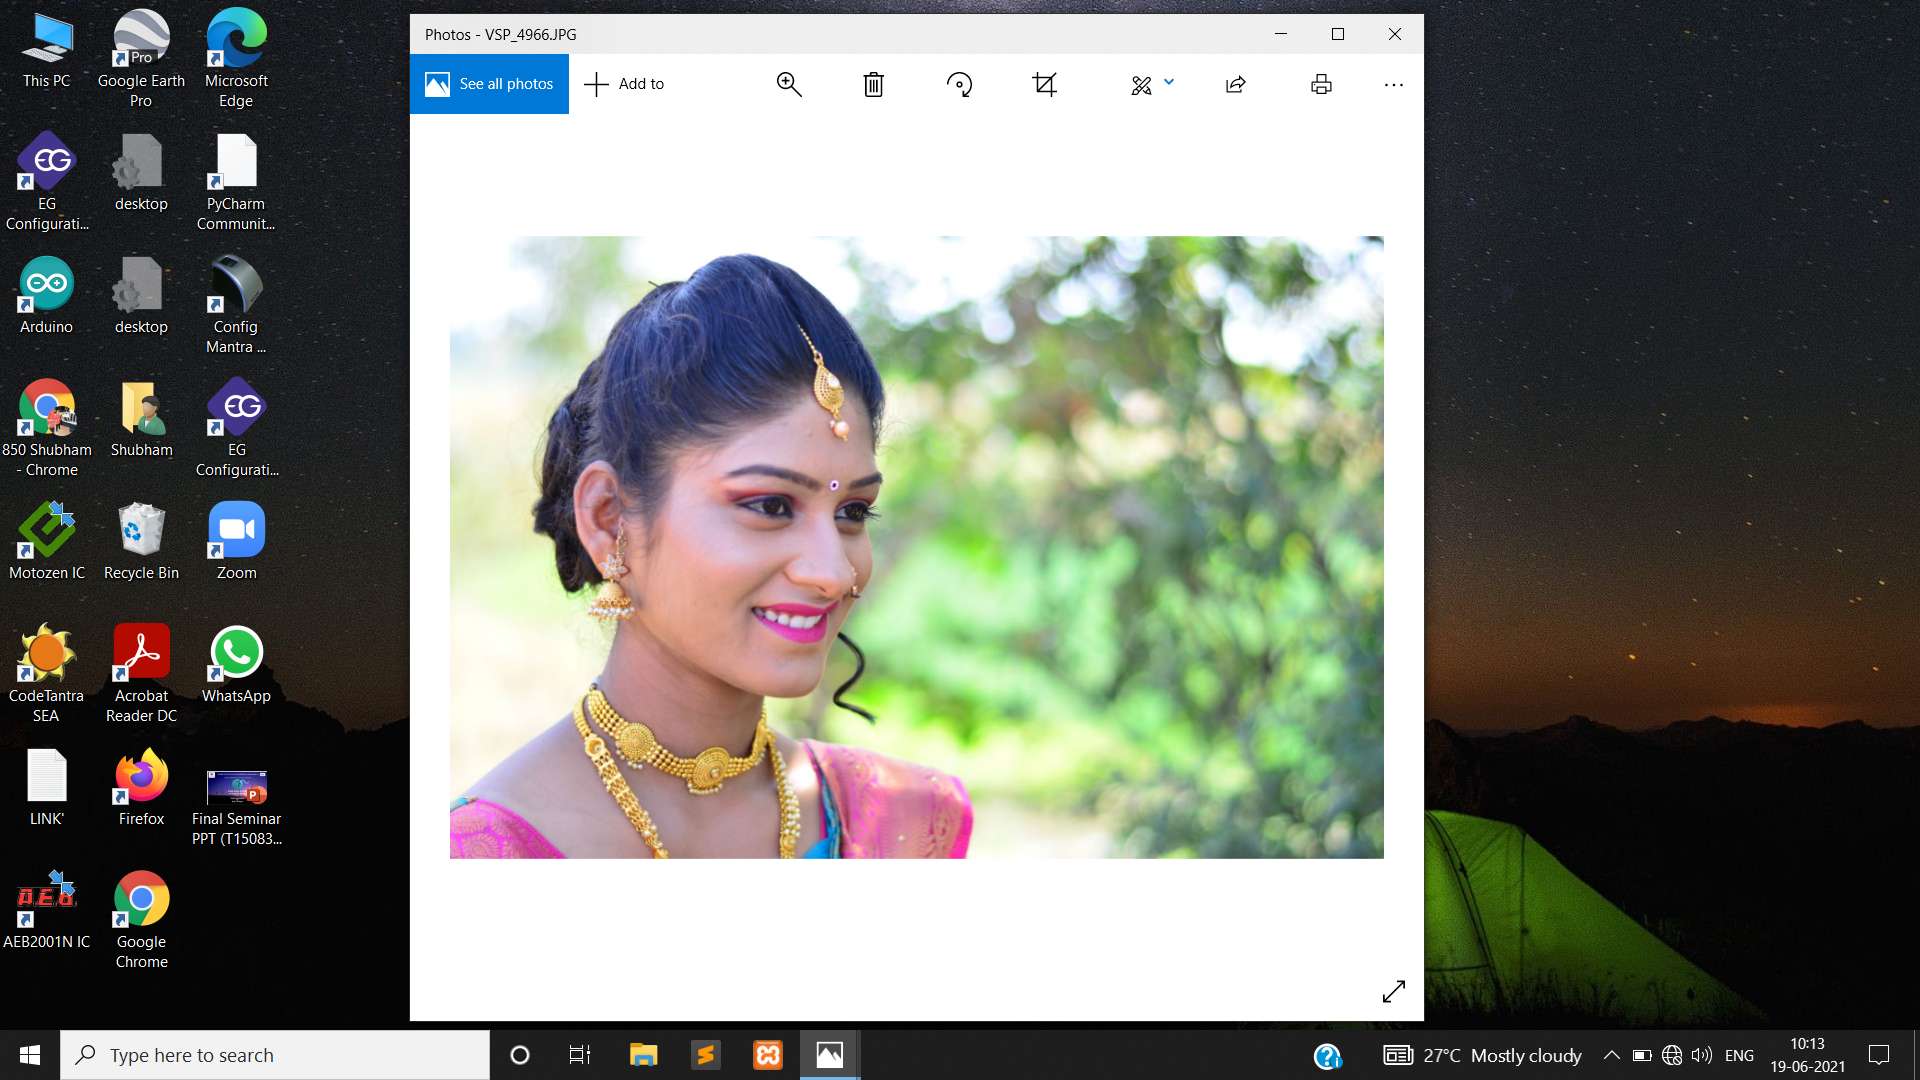 Photos - VSP_4966.JPG
See all photos
Add to
This PC
Google Earth
Pro
Pro
Microsoft
Edge
EG
EG
Configurati...
desktop
PyCharm
Communit...
Arduino
desktop
Config
Mantra ...
850 Shubham
- Chrome
Shubham
EG
EG
Configurati...
Motozen IC
Recycle Bin
Zoom
CodeTantra
SEA
Acrobat
Reader DC
WhatsApp
LINK'
Firefox
P
Final Seminar
PPT (T15083...
A.E.B.
AEB2001N IC
Google
Chrome
Type here to search
27°C Mostly cloudy
ENG
10:13
19-06-2021